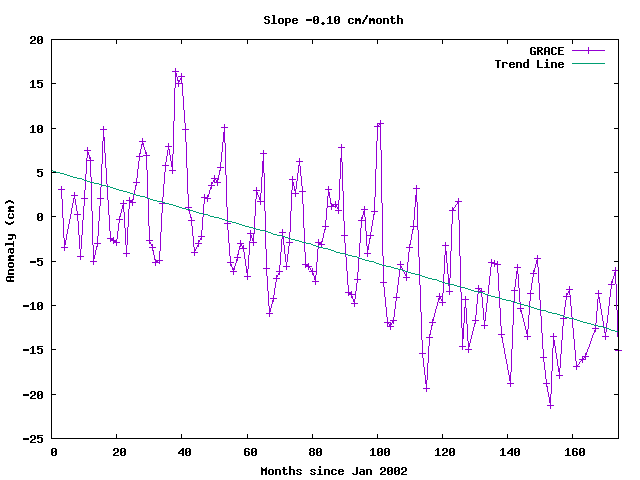 Slope -0.10 cm/month
GRACE
Trend Line
20
15
10
5
0
-5
-10
-15
-20
-25
Anomaly (cm)
0 20 40 60 80 100 120 140 160
Months since Jan 2002